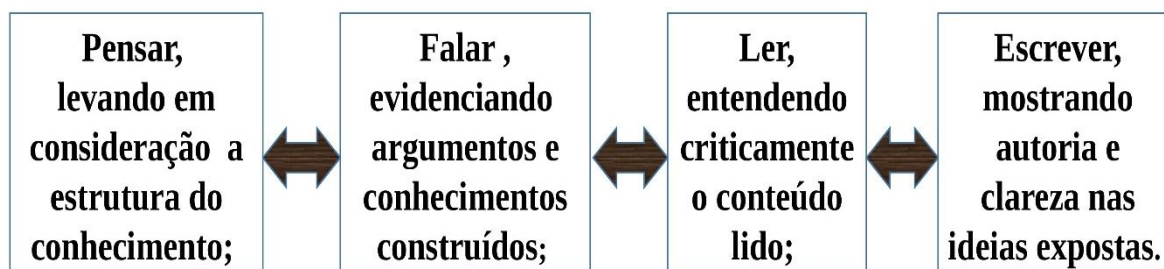 Pensar,
levando em
consideração a
estrutura do
conhecimento;
Falar ,
evidenciando
argumentos e
conhecimentos
construídos;
Ler,
entendendo
criticamente
o conteúdo
lido;
Escrever,
mostrando
autoria e
clareza nas
ideias expostas.